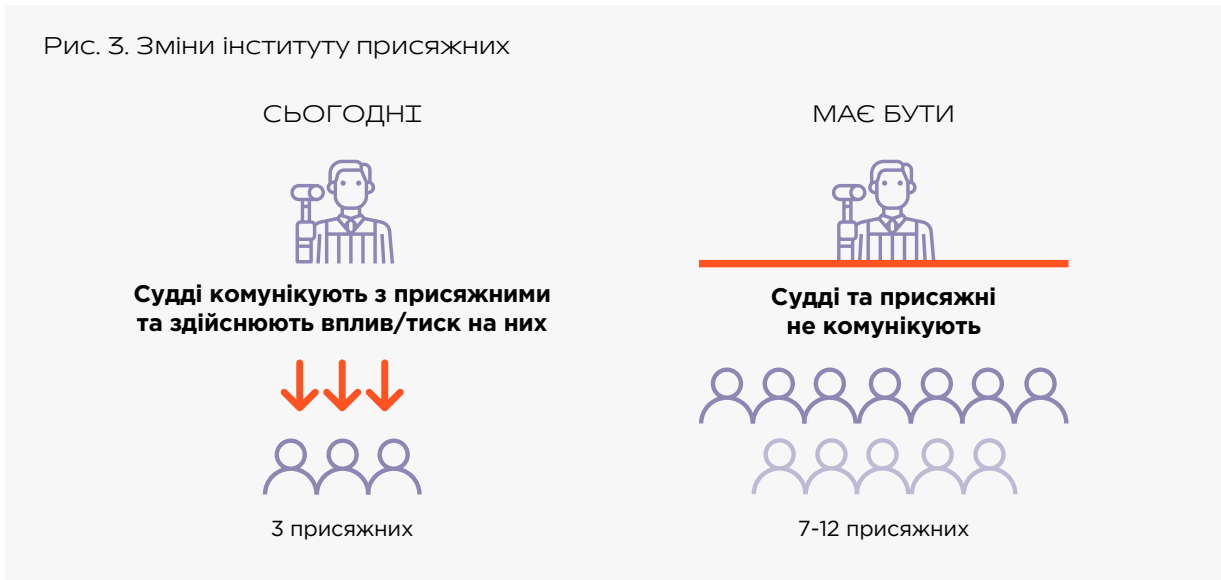 Рис. 3. Зміни інституту присяжних
СЬОГОДНІ
Судді комунікують з присяжними
та здійснюють вплив/тиск на них
3 присяжних
МАЄ БУТИ
Судді та присяжні
не комунікують
7-12 присяжних